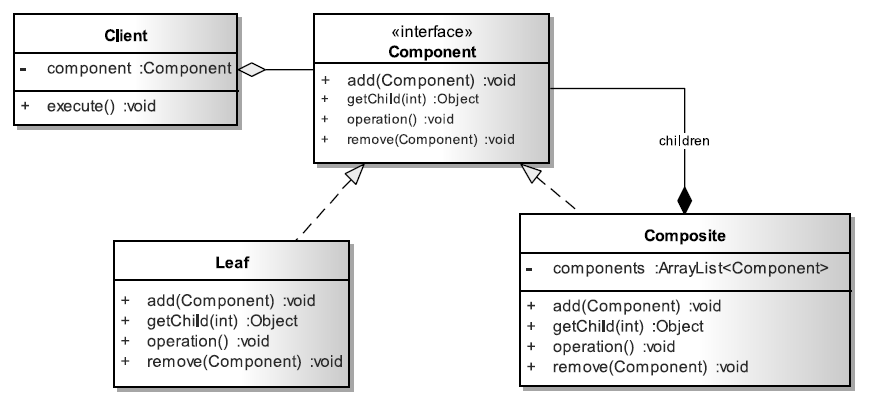 Client
- component :Component
+ execute() :void
«interface»
Component
+ add(Component) :void
+ getChild(int) :Object
+ operation() :void
+ remove(Component) :void
children
Leaf
+ add(Component) :void
+ getChild(int) :Object
+ operation() :void
+ remove(Component) :void
Composite
- components :ArrayList<Component>
+ add(Component) :void
+ getChild(int) :Object
+ operation() :void
+ remove(Component) :void